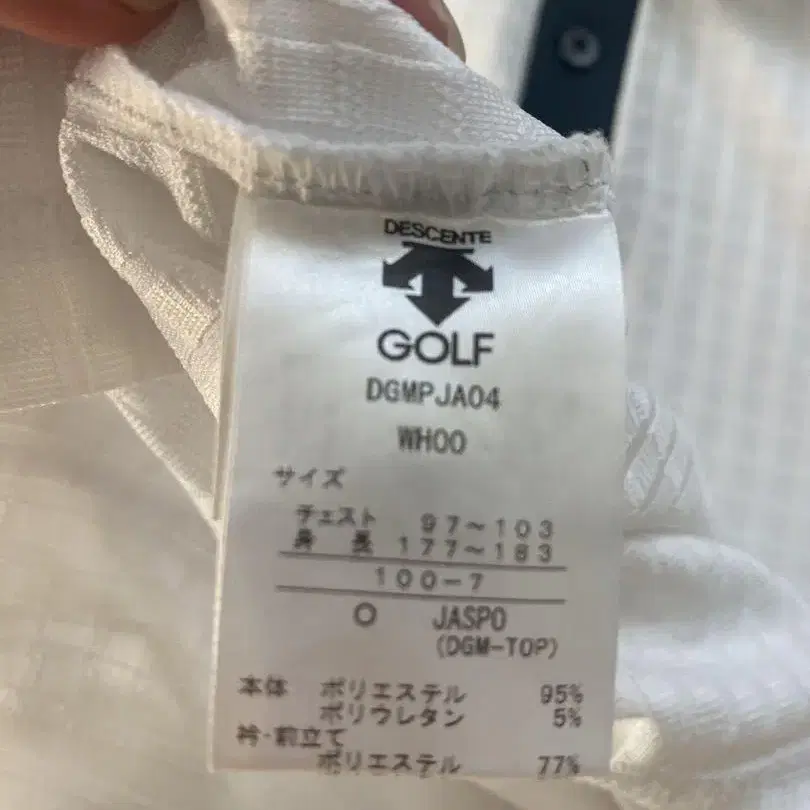 DESCENTE
GOLF
DGMPJA04
WH00
サイズ
チェスト 97～103
身 長 177～183
100-7
O JASPO
(DGM-TOP)
本体 ポリエステル 95%
ポリウレタン 5%
衿・前立て
ポリエステル 77%